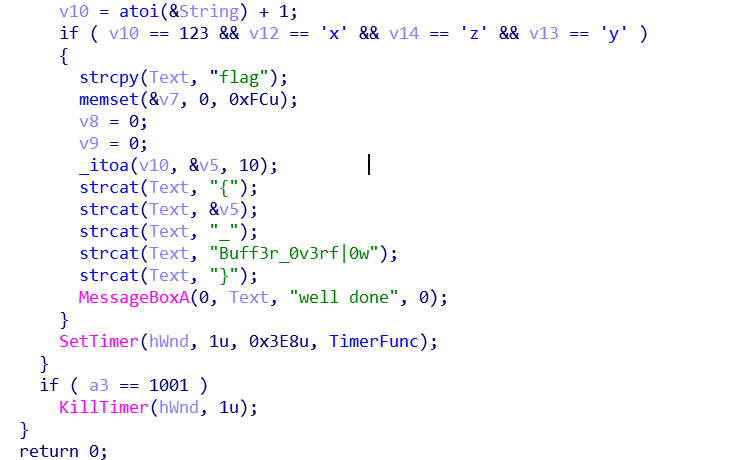 v10 = atoi(&String) + 1;
if ( v10 == 123 && v12 == 'x' && v14 == 'z' && v13 == 'y' )
{
strcpy(Text, "flag");
memset(&v7, 0, 0xFCu);
v8 = 0;
v9 = 0;
_itoa(v10, &v5, 10);
strcat(Text, "{");
strcat(Text, &v5);
strcat(Text, "_");
strcat(Text, "Buff3r_0v3rf|0w");
strcat(Text, "}");
MessageBoxA(0, Text, "well done", 0);
}
SetTimer(hWnd, 1u, 0x3E8u, TimerFunc);
}
if ( a3 == 1001 )
KillTimer(hWnd, 1u);
}
return 0;